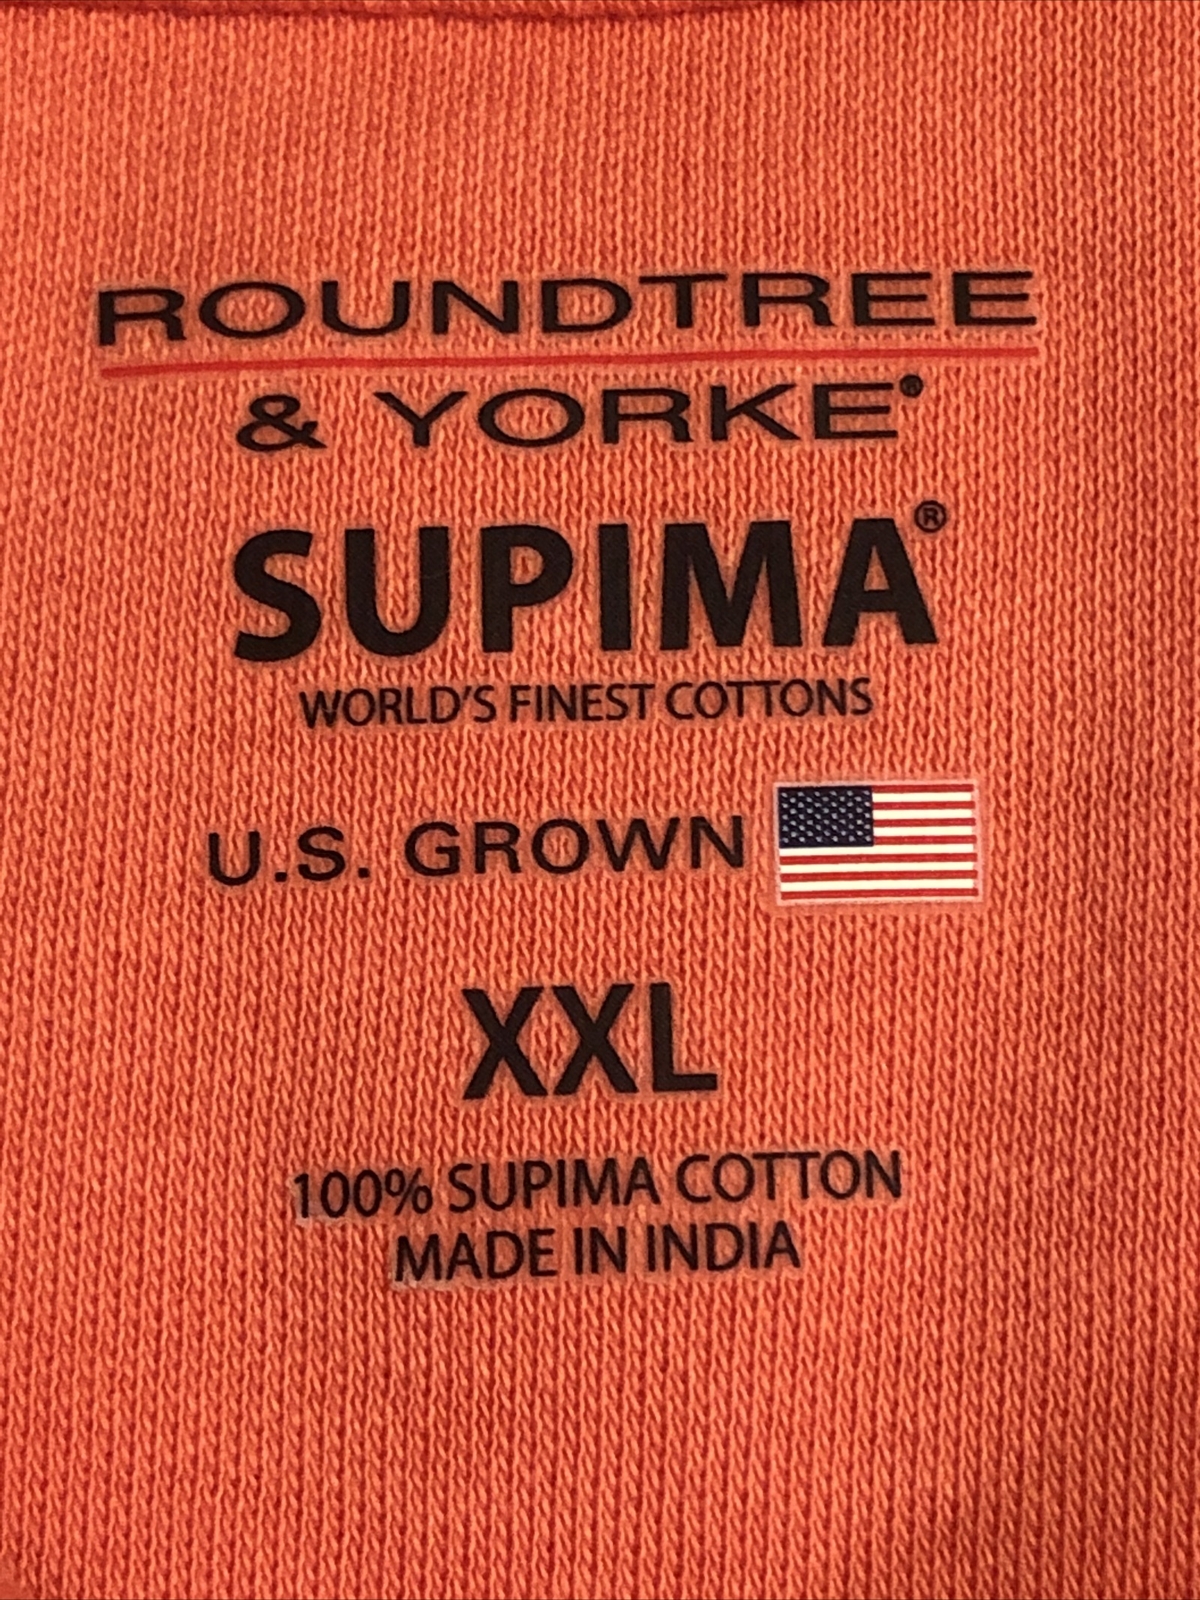 ROUNDTREE
& YORKE®
SUPIMA®
WORLD'S FINEST COTTONS
U.S. GROWN
XXL
100% SUPIMA COTTON
MADE IN INDIA